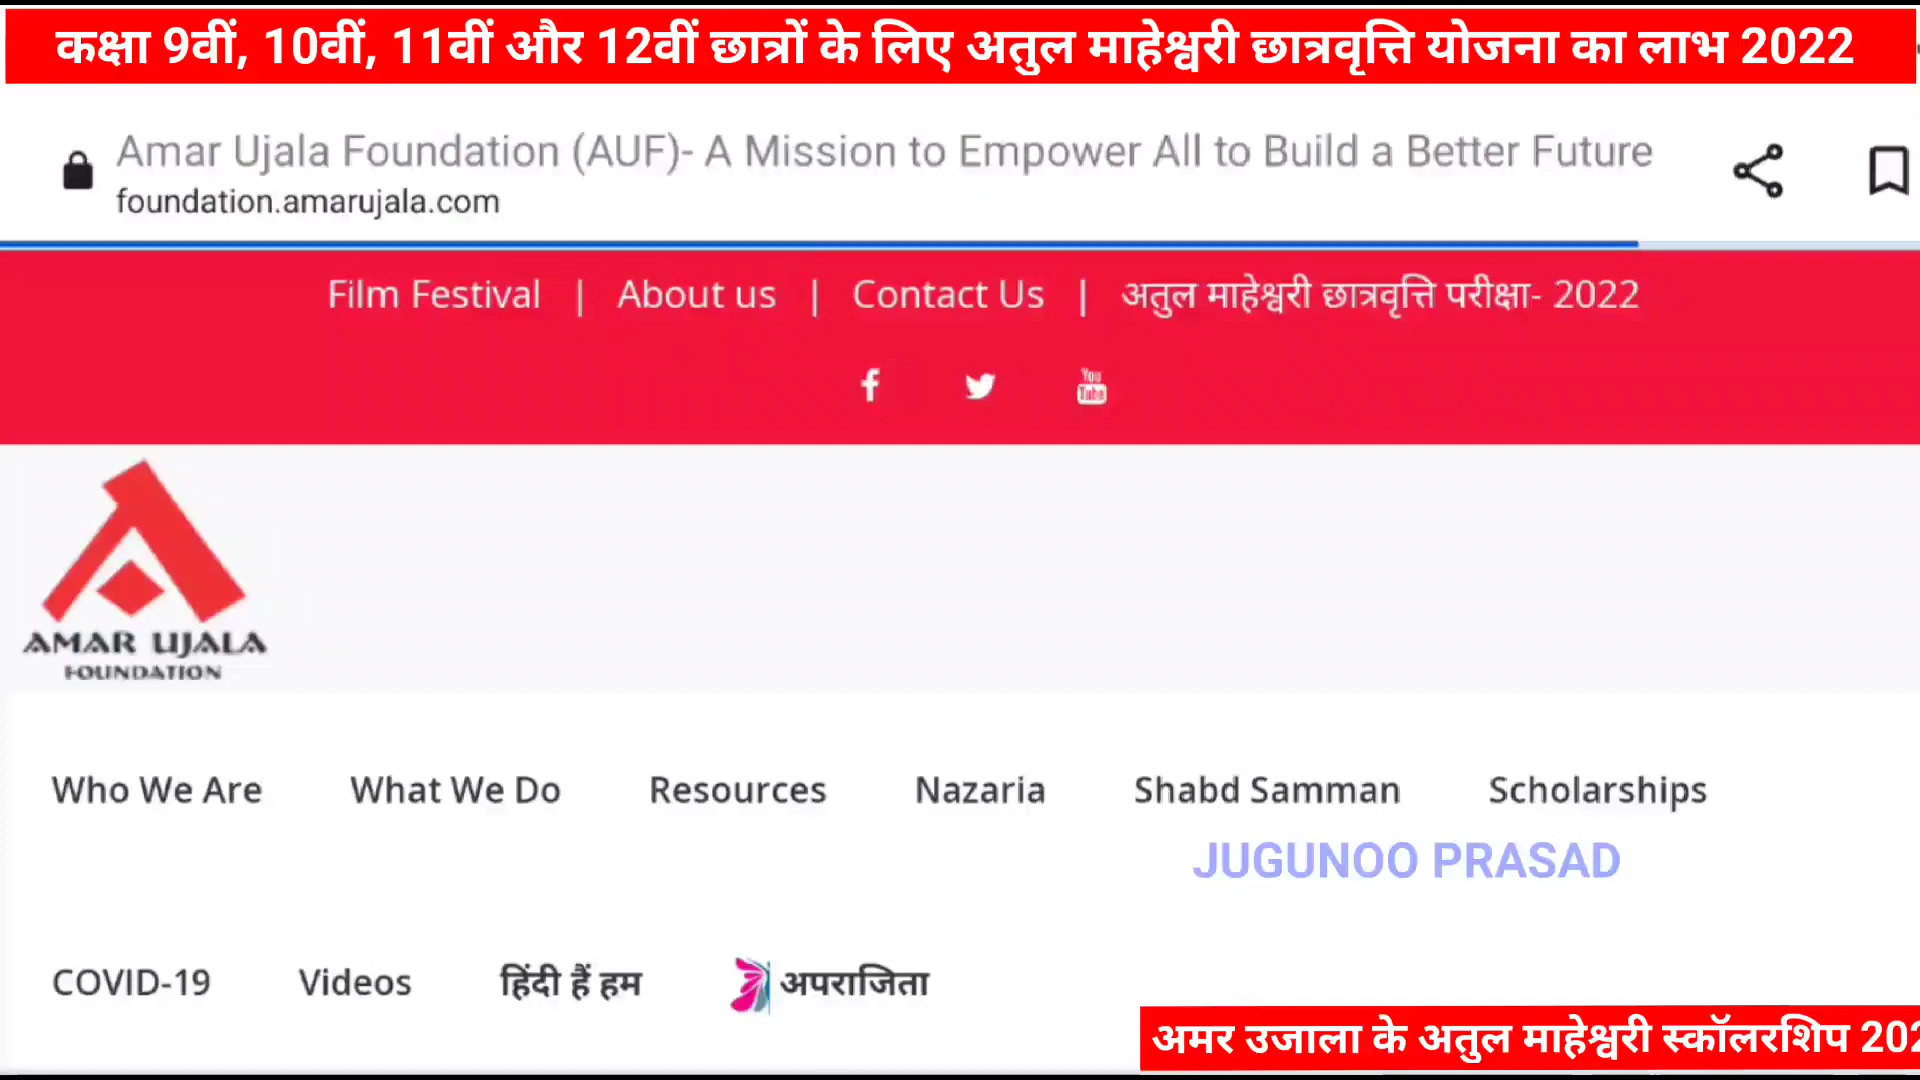 कक्षा 9वीं, 10वीं, 11वीं और 12वीं छात्रों के लिए अतुल माहेश्वरी छात्रवृत्ति योजना का लाभ 2022
Amar Ujala Foundation (AUF)- A Mission to Empower All to Build a Better Future
foundation.amarujala.com
Film Festival | About us | Contact Us | अतुल माहेश्वरी छात्रवृत्ति परीक्षा- 2022
You Tube
AMAR UJALA
FOUNDATION
Who We Are What We Do Resources Nazaria Shabd Samman Scholarships
JUGUNOO PRASAD
COVID-19 Videos हिंदी हैं हम अपराजिता
अमर उजाला के अतुल माहेश्वरी स्कॉलरशिप